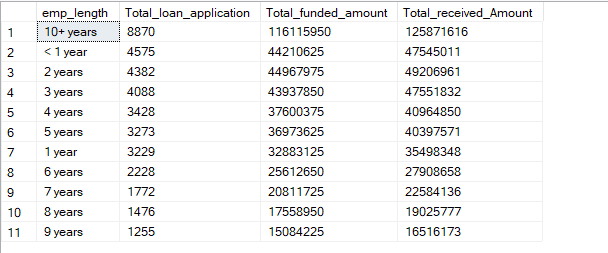 emp_length Total_loan_application Total_funded_amount Total_received_Amount
1 10+ years 8870 116115950 125871616
2 < 1 year 4575 44210625 47545011
3 2 years 4382 44967975 49206961
4 3 years 4088 43937850 47551832
5 4 years 3428 37600375 40964850
6 5 years 3273 36973625 40397571
7 1 year 3229 32883125 35498348
8 6 years 2228 25612650 27908658
9 7 years 1772 20811725 22584136
10 8 years 1476 17558950 19025777
11 9 years 1255 15084225 16516173